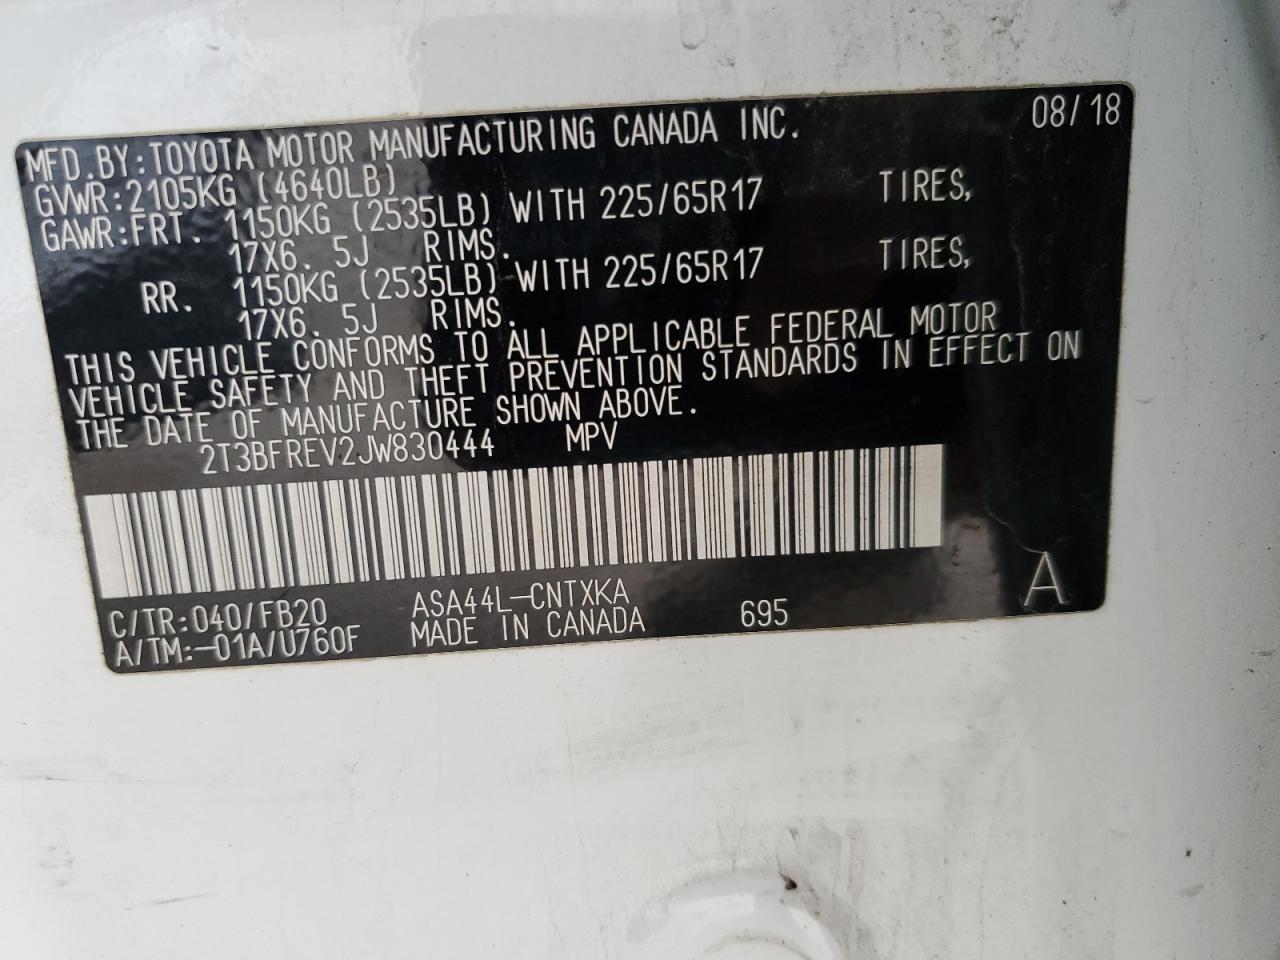 08/18
MFD.BY:TOYOTA MOTOR MANUFACTURING CANADA INC.
GVWR:2105KG (4640LB)
GAWR:FRT. 1150KG (2535LB) WITH 225/65R17 TIRES,
17X6.5J RIMS.
RR. 1150KG (2535LB) WITH 225/65R17 TIRES,
17X6.5J RIMS.
THIS VEHICLE CONFORMS TO ALL APPLICABLE FEDERAL MOTOR
VEHICLE SAFETY AND THEFT PREVENTION STANDARDS IN EFFECT ON
THE DATE OF MANUFACTURE SHOWN ABOVE.
2T3BFREV2JW830444 MPV
C/TR:040/FB20 ASA44L-CNTXKA 695 A
A/TM:-01A/U760F MADE IN CANADA